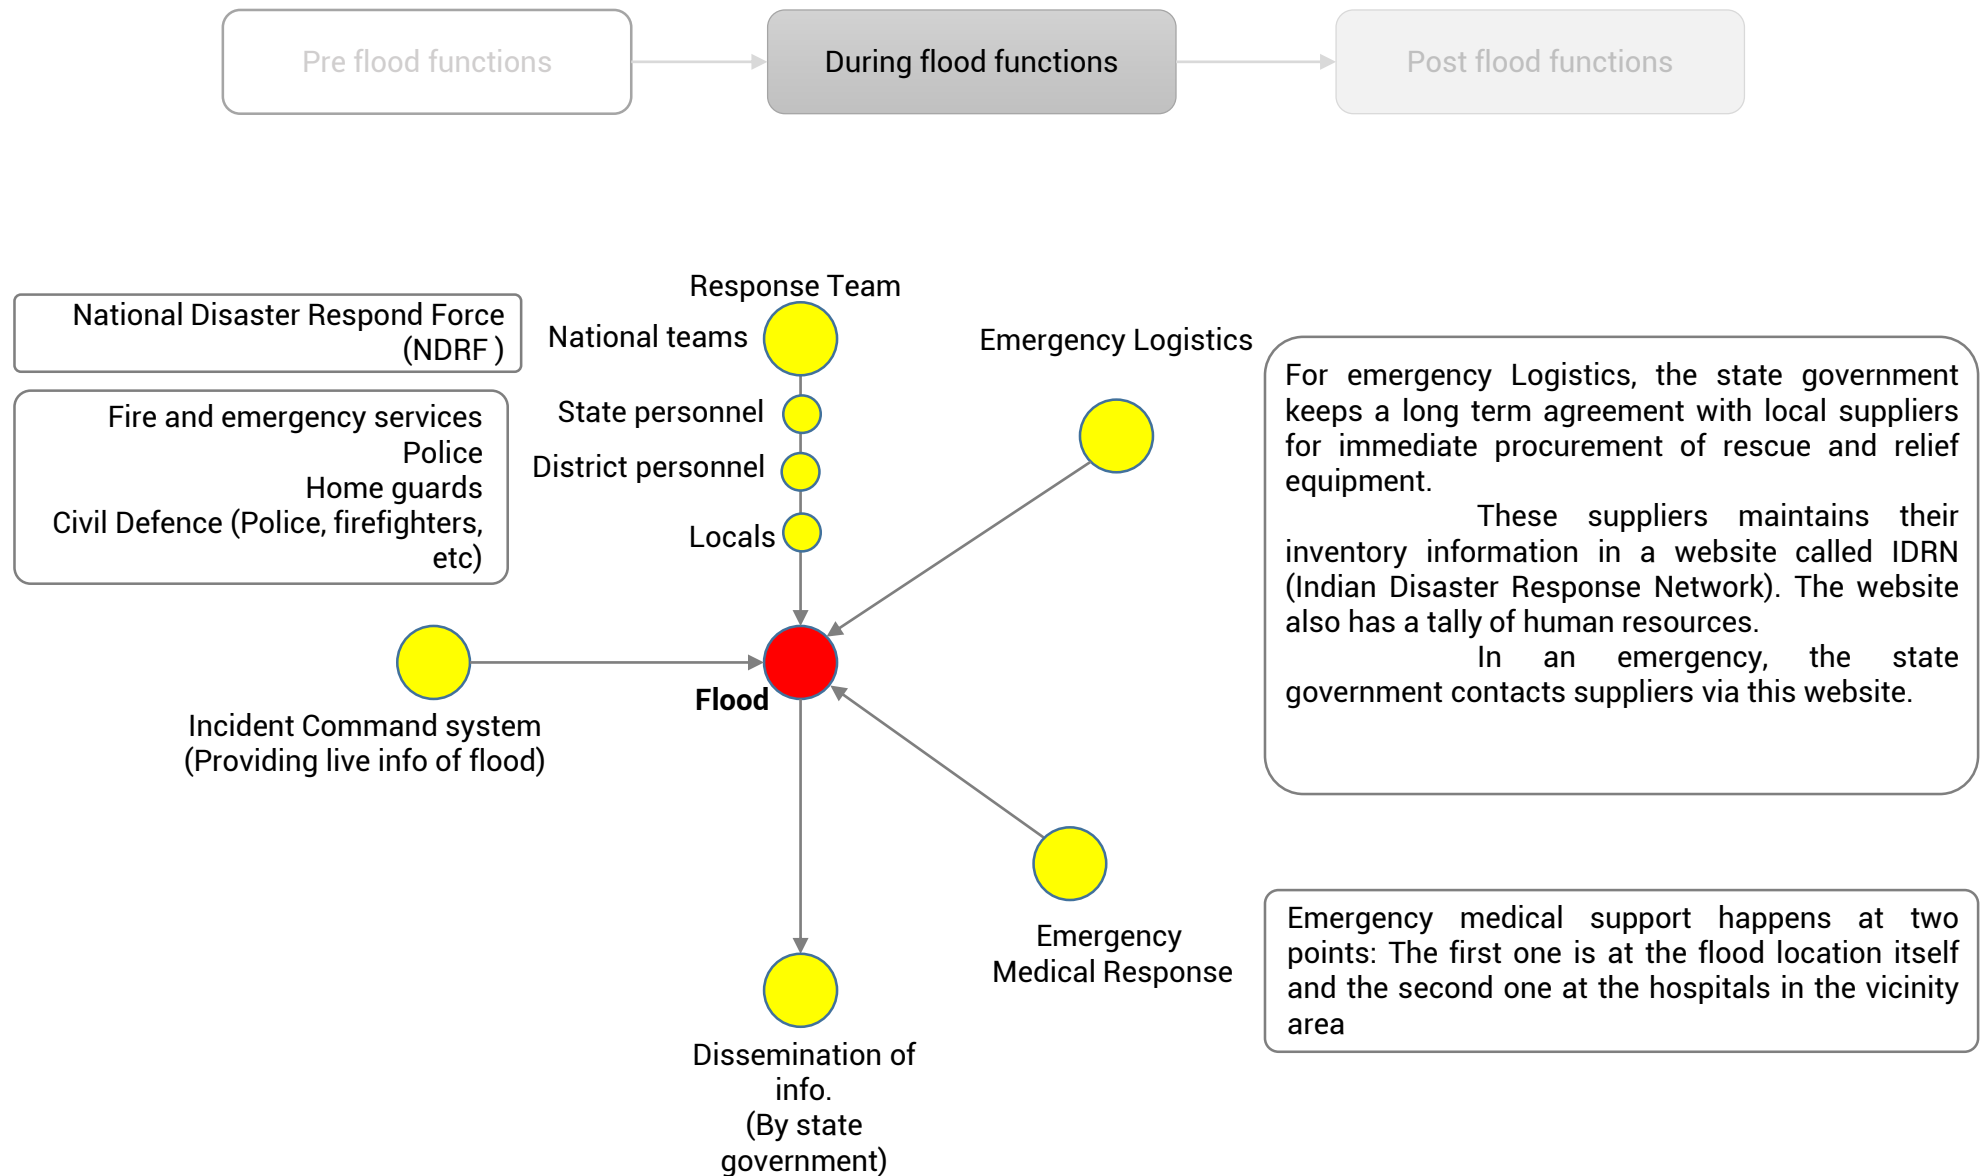 Pre flood functions
During flood functions
Post flood functions
Response Team
National Disaster Respond Force
(NDRF )
National teams
Emergency Logistics
Fire and emergency services
Police
Home guards
Civil Defence (Police, firefighters,
etc)
State personnel
District personnel
Locals
For emergency Logistics, the state government
keeps a long term agreement with local suppliers
for immediate procurement of rescue and relief
equipment.
These suppliers maintains their
inventory information in a website called IDRN
(Indian Disaster Response Network). The website
also has a tally of human resources.
In an emergency, the state
government contacts suppliers via this website.
Flood
Incident Command system
(Providing live info of flood)
Emergency
Medical Response
Emergency medical support happens at two
points: The first one is at the flood location itself
and the second one at the hospitals in the vicinity
area
Dissemination of
info.
(By state
government)